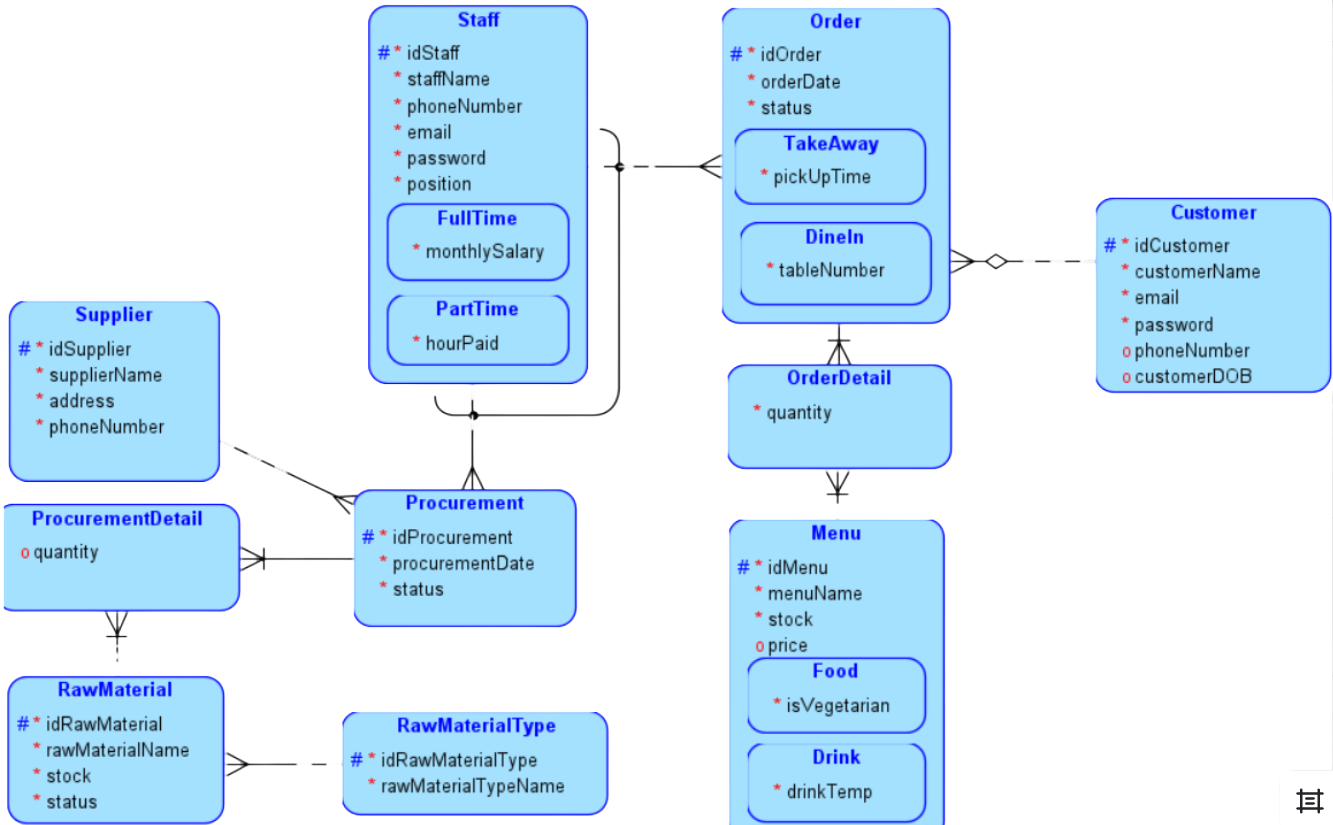 Staff
# * idStaff
* staffName
* phoneNumber
* email
* password
* position
FullTime
* monthlySalary
PartTime
* hourPaid
Order
# * idOrder
* orderDate
* status
TakeAway
* pickUpTime
DineIn
* tableNumber
Customer
# * idCustomer
* customerName
* email
* password
o phoneNumber
o customerDOB
Supplier
# * idSupplier
* supplierName
* address
* phoneNumber
OrderDetail
* quantity
Procurement
# * idProcurement
* procurementDate
* status
ProcurementDetail
o quantity
Menu
# * idMenu
* menuName
* stock
o price
Food
* isVegetarian
Drink
* drinkTemp
RawMaterial
# * idRawMaterial
* rawMaterialName
* stock
* status
RawMaterialType
# * idRawMaterialType
* rawMaterialTypeName